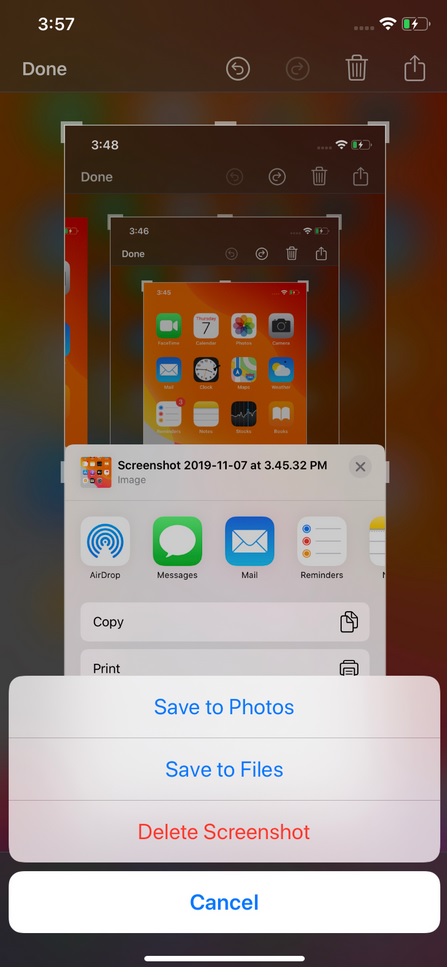 3:57
Done
3:48
Done
3:46
Done
3:45
Thursday
7
FaceTime Calendar Photos Camera
Mail Clock Maps Weather
3
Reminders Notes Stocks Books
Screenshot 2019-11-07 at 3.45.32 PM
Image
AirDrop Messages Mail Reminders N
Copy
Print
Save to Photos
Save to Files
Delete Screenshot
Cancel